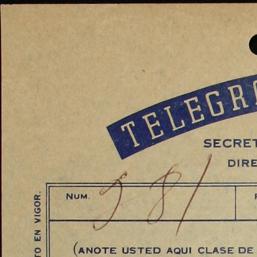 TELEGR
SECRET
DIRE
NUM. 581
(ANOTE USTED AQUI CLASE DE
TO EN VIGOR.